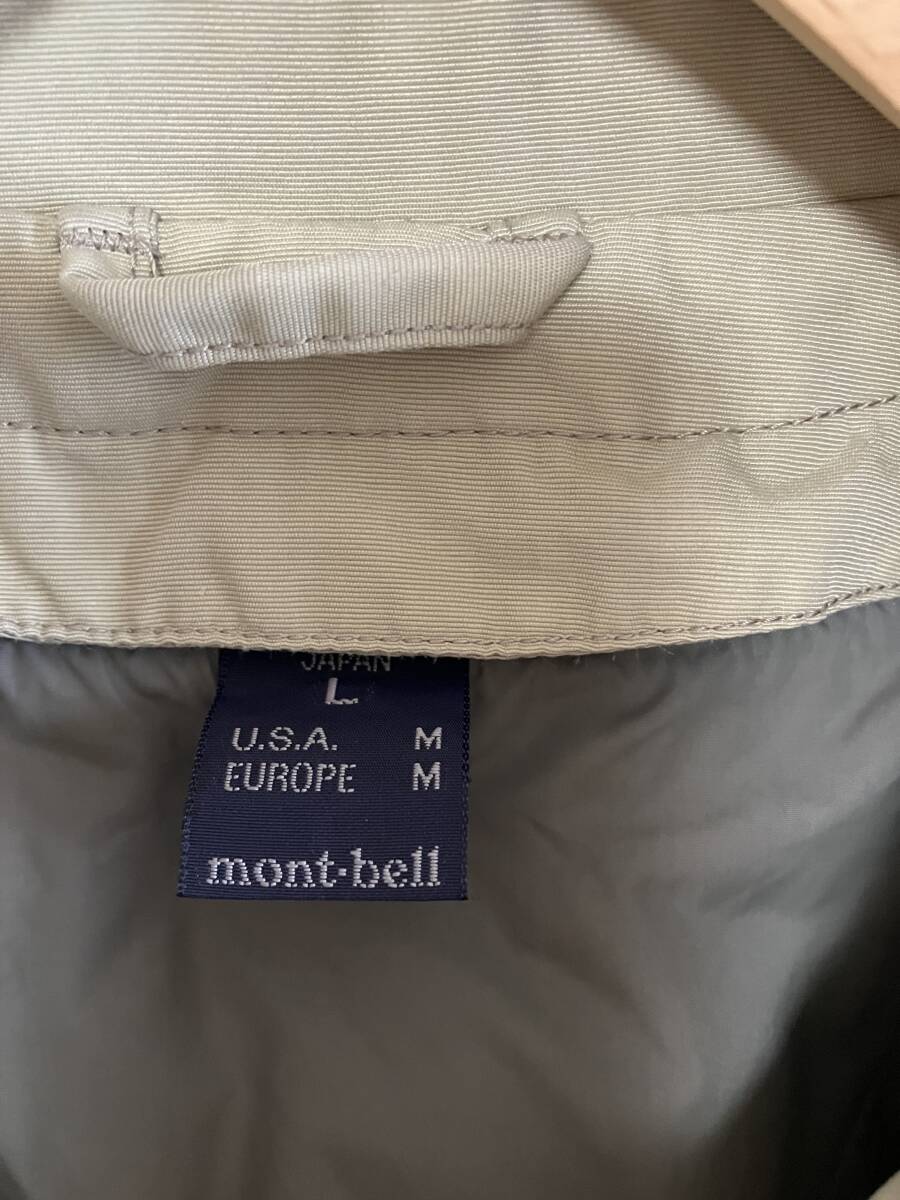 JAPAN
L
U.S.A. M
EUROPE M
mont-bell